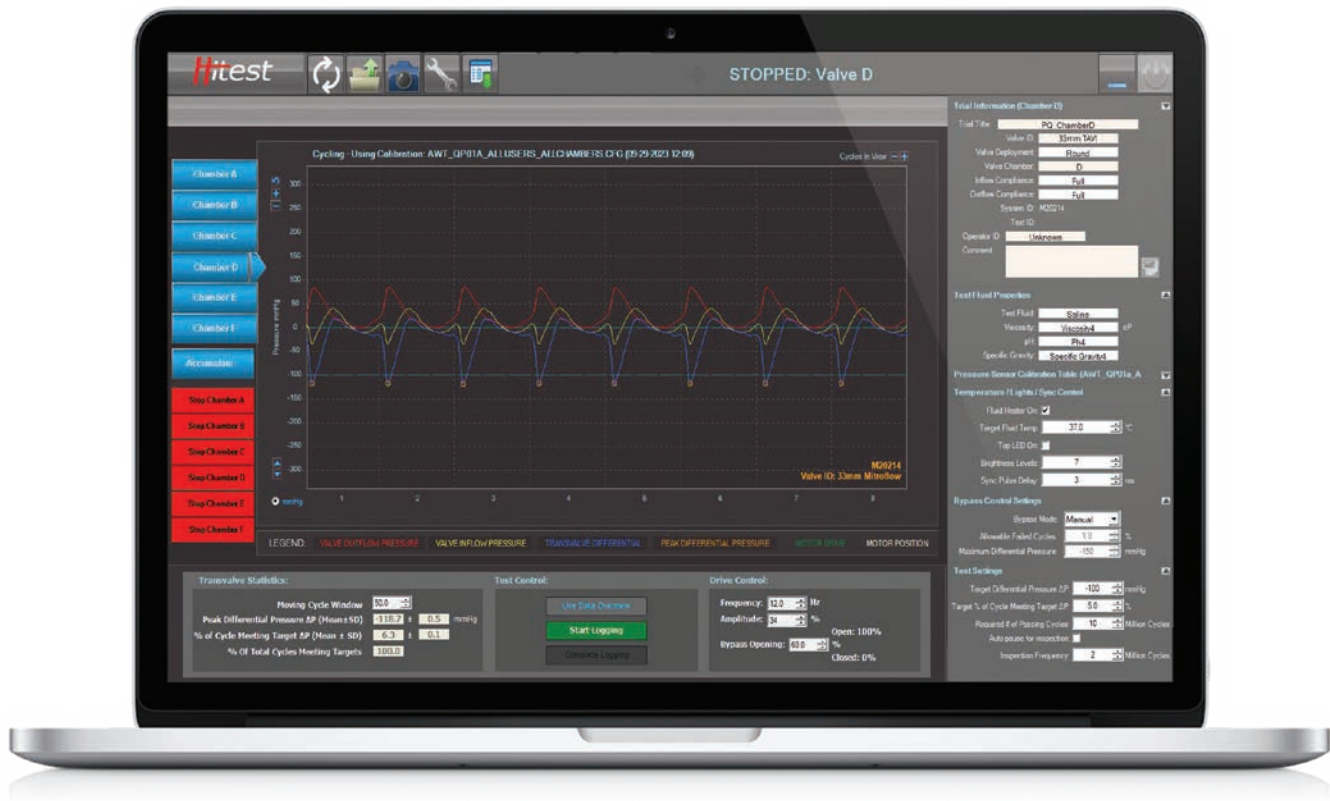 Hitest
STOPPED: Valve D
Cycling - Using Calibration: AWT_QP01A_ALLUSERS_ALLCHAMBERS.CFG (09-29 2023 12:09)
Cycles in View - +
Chamber A
Chamber B
Chamber C
Chamber D
Chamber E
Chamber F
Accumulator
Stop Chamber A
Stop Chamber B
Stop Chamber C
Stop Chamber D
Stop Chamber E
Stop Chamber F
Pressure mmHg
300
250
200
150
100
50
0
-50
-100
-150
-200
-250
-300
mmHg
1 2 3 4 5 6 7 8
M20214
Valve ID: 33mm Mitroflow
LEGEND: VALVE OUTFLOW PRESSURE VALVE INFLOW PRESSURE TRANSVALVE DIFFERENTIAL PEAK DIFFERENTIAL PRESSURE MOTOR DRIVE MOTOR POSITION
Transvalve Statistics:
Moving Cycle Window 50.0
Peak Differential Pressure ΔP (Mean±SD) -118.7 ± 0.5 mmHg
% of Cycle Meeting Target ΔP (Mean ± SD) 6.3 ± 0.1
% Of Total Cycles Meeting Targets 100.0
Test Control:
Live Data Overview
Start Logging
Complete Logging
Drive Control:
Frequency: 12.0 Hz
Amplitude: 34 %
Open: 100%
Bypass Opening: 60.0 %
Closed: 0%
Trial Information (Chamber D)
Trial Title: PQ_ChamberD
Valve ID: 33mm TAVI
Valve Deployment: Round
Valve Chamber: D
Inflow Compliance: Full
Outflow Compliance: Full
System ID: M20214
Test ID:
Operator ID: Unknown
Comment:
Test Fluid Properties
Test Fluid: Saline
Viscosity: Viscosity4 cP
pH: Ph4
Specific Gravity: Specific Gravity4
Pressure Sensor Calibration Table (AWT_QP01a_A
Temperature / Lights / Sync Control
Fluid Heater On:
Target Fluid Temp: 37.0 °C
Top LED On:
Brightness Levels: 7
Sync Pulse Delay: 3 ms
Bypass Control Settings
Bypass Mode: Manual
Allowable Failed Cycles: 1.0 %
Maximum Differential Pressure: -150 mmHg
Test Settings
Target Differential Pressure ΔP: -100 mmHg
Target % of Cycle Meeting Target ΔP: 5.0 %
Required # of Passing Cycles: 10 Million Cycles
Auto pause for inspection:
Inspection Frequency: 2 Million Cycles